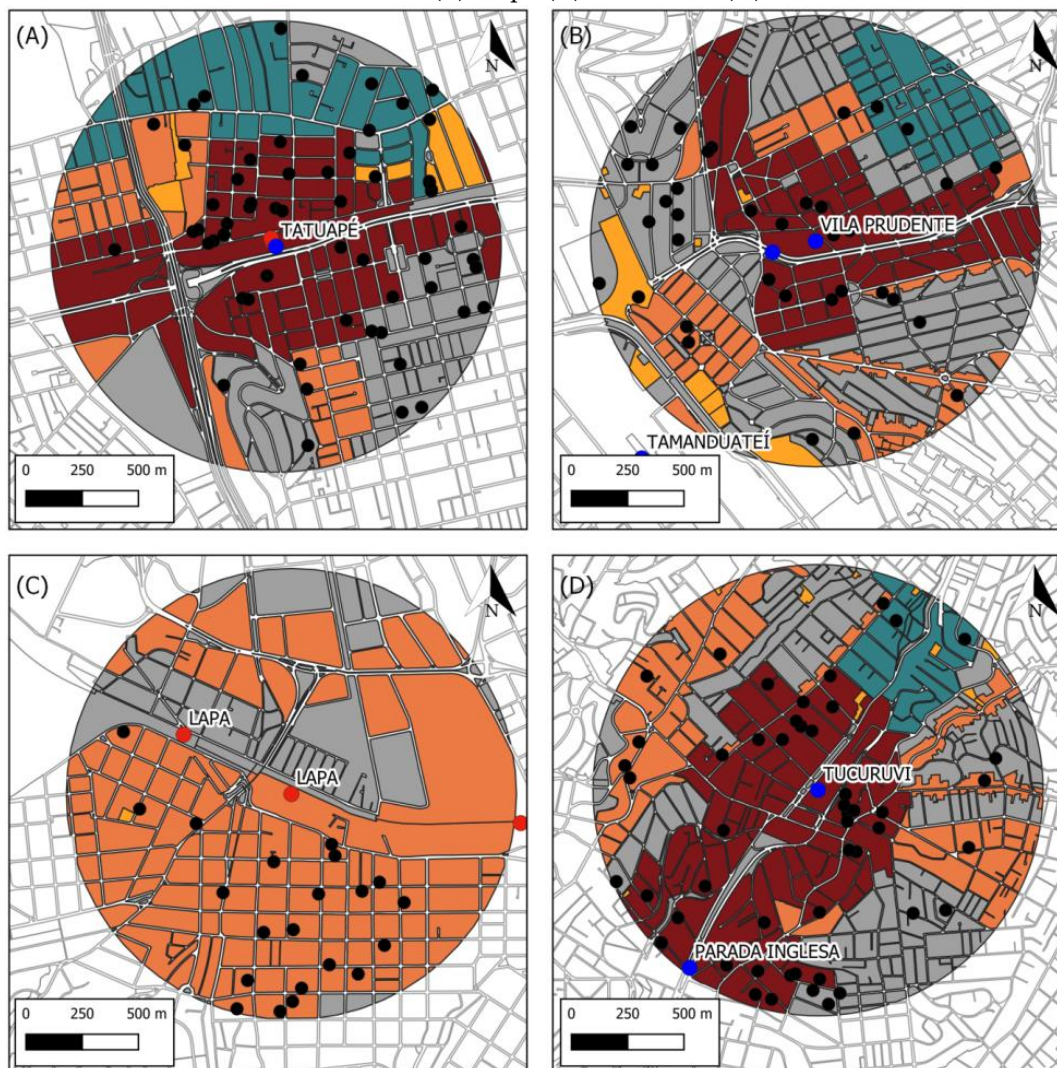 (A)
N
TATUAPÉ
0 250 500 m
(B)
N
VILA PRUDENTE
TAMANDUATEÍ
0 250 500 m
(C)
N
LAPA
LAPA
0 250 500 m
(D)
N
TUCURUVI
PARADA INGLESA
0 250 500 m